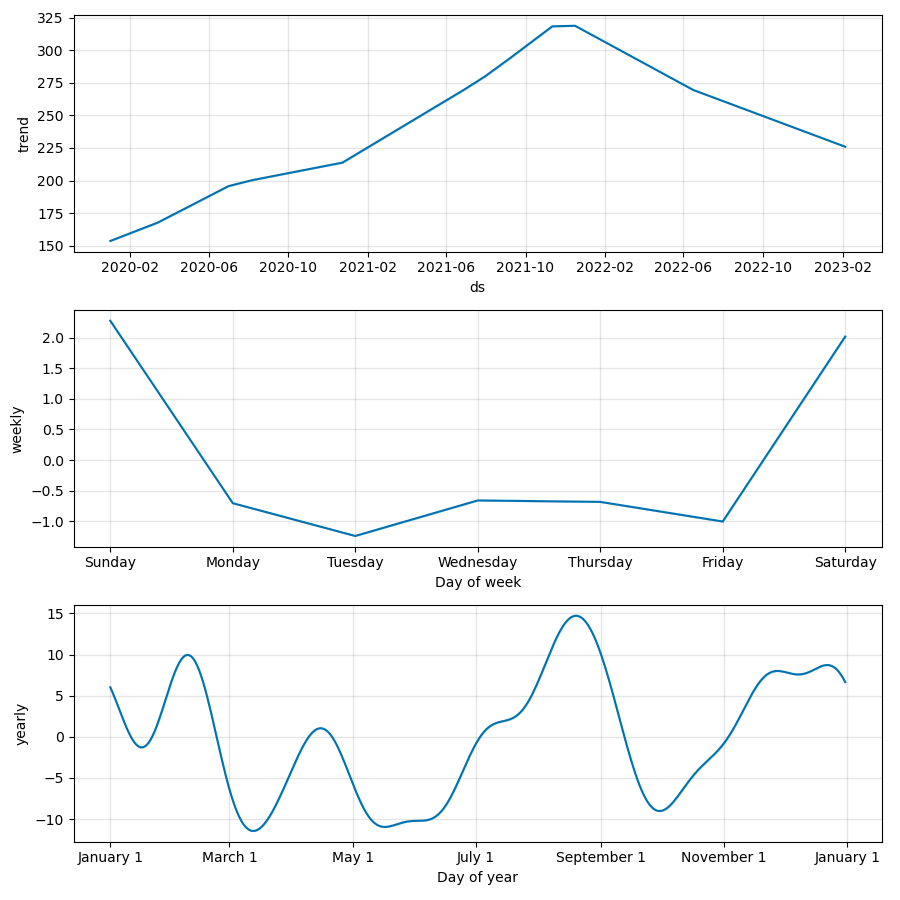 325
300
275
250
225
200
175
150
trend
2020-02 2020-06 2020-10 2021-02 2021-06 2021-10 2022-02 2022-06 2022-10 2023-02
ds
2.0
1.5
1.0
0.5
0.0
−0.5
−1.0
weekly
Sunday Monday Tuesday Wednesday Thursday Friday Saturday
Day of week
15
10
5
0
−5
−10
yearly
January 1 March 1 May 1 July 1 September 1 November 1 January 1
Day of year